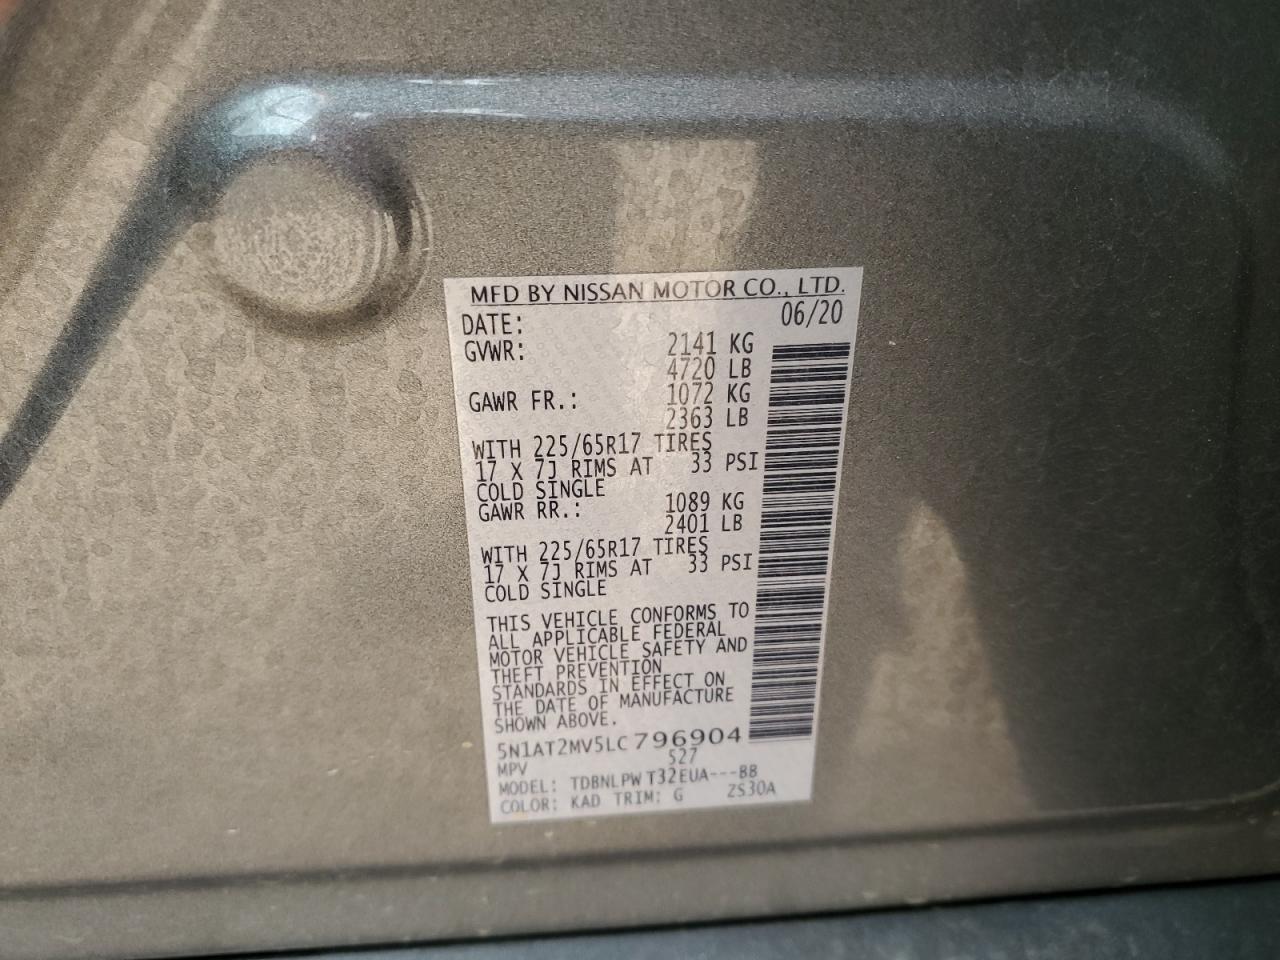 MFD BY NISSAN MOTOR CO., LTD.
DATE: 06/20
GVWR: 2141 KG
4720 LB
GAWR FR.: 1072 KG
2363 LB
WITH 225/65R17 TIRES
17 X 7J RIMS AT 33 PSI
COLD SINGLE
GAWR RR.: 1089 KG
2401 LB
WITH 225/65R17 TIRES
17 X 7J RIMS AT 33 PSI
COLD SINGLE
THIS VEHICLE CONFORMS TO
ALL APPLICABLE FEDERAL
MOTOR VEHICLE SAFETY AND
THEFT PREVENTION
STANDARDS IN EFFECT ON
THE DATE OF MANUFACTURE
SHOWN ABOVE.
5N1AT2MV5LC796904
MPV 527
MODEL: TDBNLPW T32EUA---BB
COLOR: KAD TRIM: G ZS30A